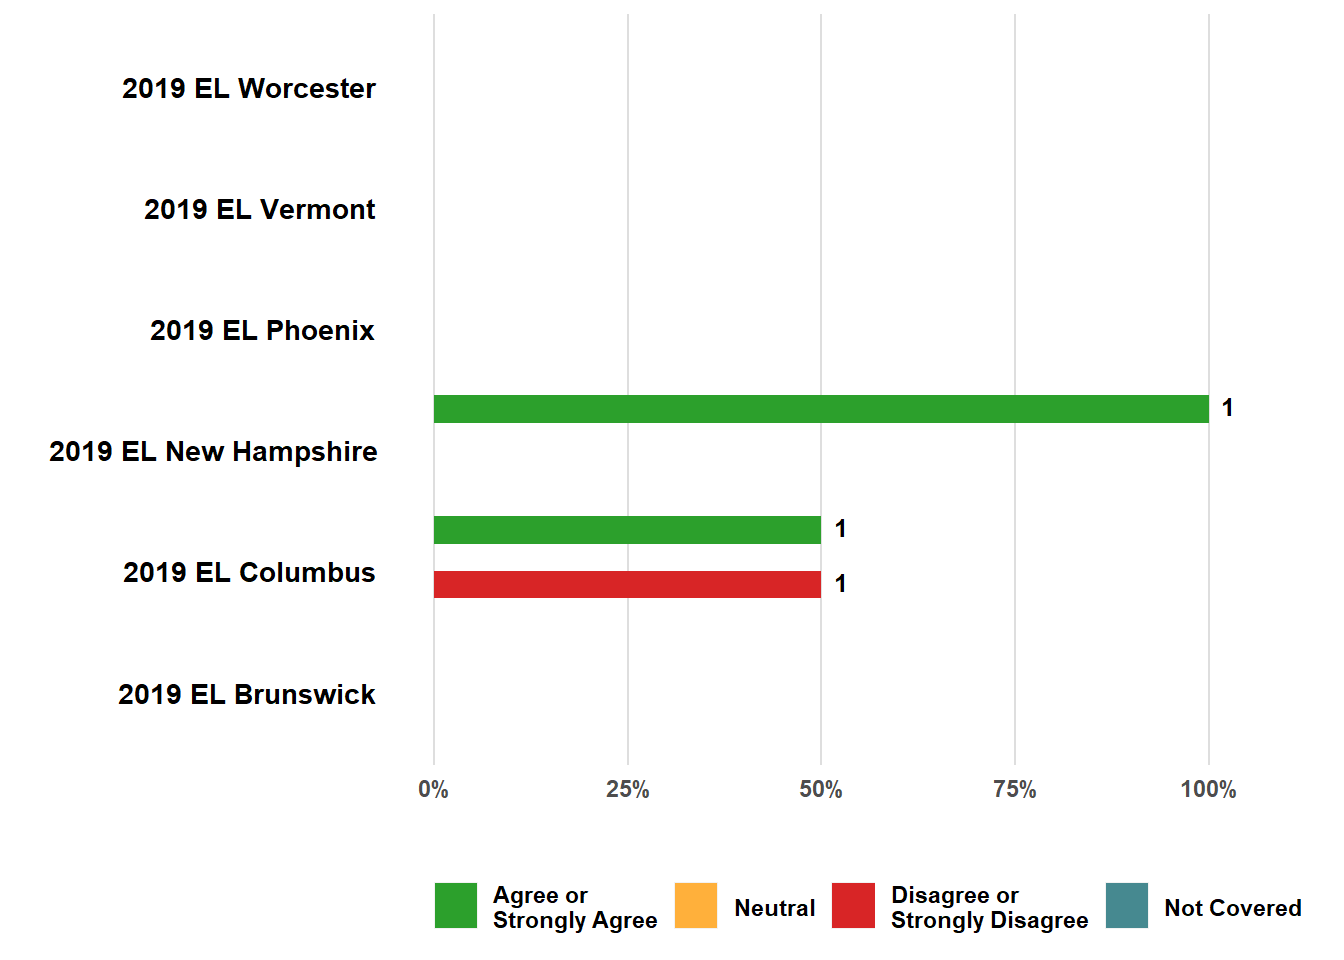 2019 EL Worcester
2019 EL Vermont
2019 EL Phoenix
1
2019 EL New Hampshire
1
2019 EL Columbus
1
2019 EL Brunswick
0% 25% 50% 75% 100%
Agree or
Strongly Agree
Neutral
Disagree or
Strongly Disagree
Not Covered